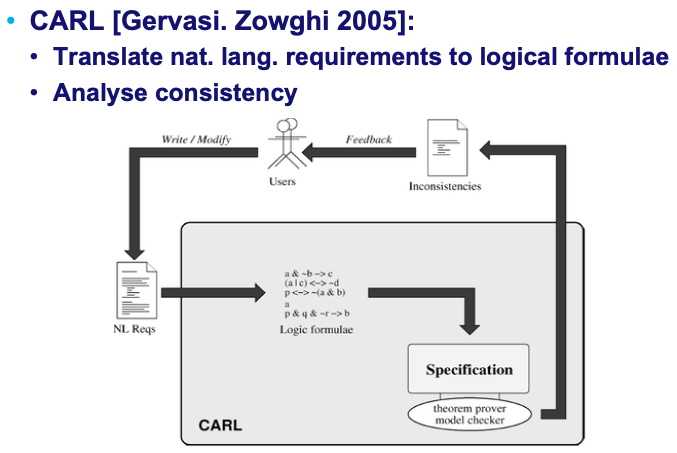 • CARL [Gervasi. Zowghi 2005]:
• Translate nat. lang. requirements to logical formulae
• Analyse consistency
Write / Modify
Feedback
Users
Inconsistencies
a & ~b -> c
(a | c) <-> ~d
p <-> ~(a & b)
a
p & q & ~r -> b
NL Reqs
Logic formulae
Specification
theorem prover
model checker
CARL